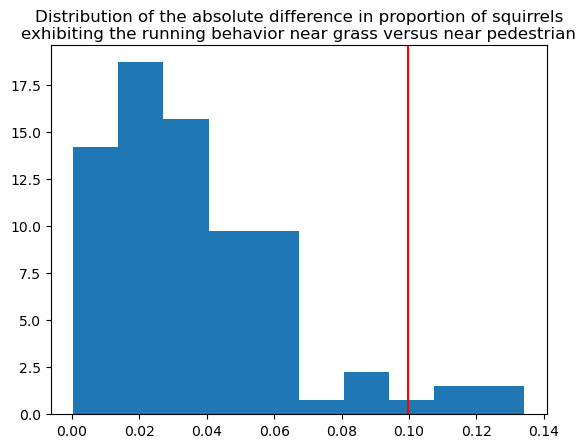 Distribution of the absolute difference in proportion of squirrels
exhibiting the running behavior near grass versus near pedestrian
17.5
15.0
12.5
10.0
7.5
5.0
2.5
0.0
0.00 0.02 0.04 0.06 0.08 0.10 0.12 0.14